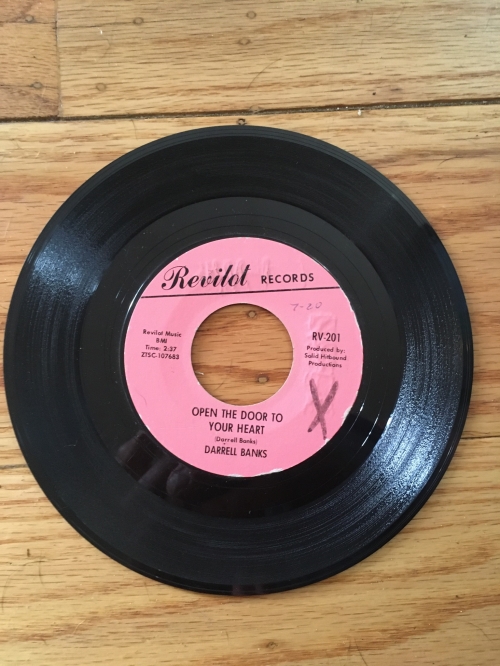 Revilot RECORDS
7-20
Revilot Music
BMI
Time: 2:37
ZTSC-107683
RV-201
Produced by:
Solid Hitbound
Productions
X
OPEN THE DOOR TO
YOUR HEART
(Darrell Banks)
DARRELL BANKS